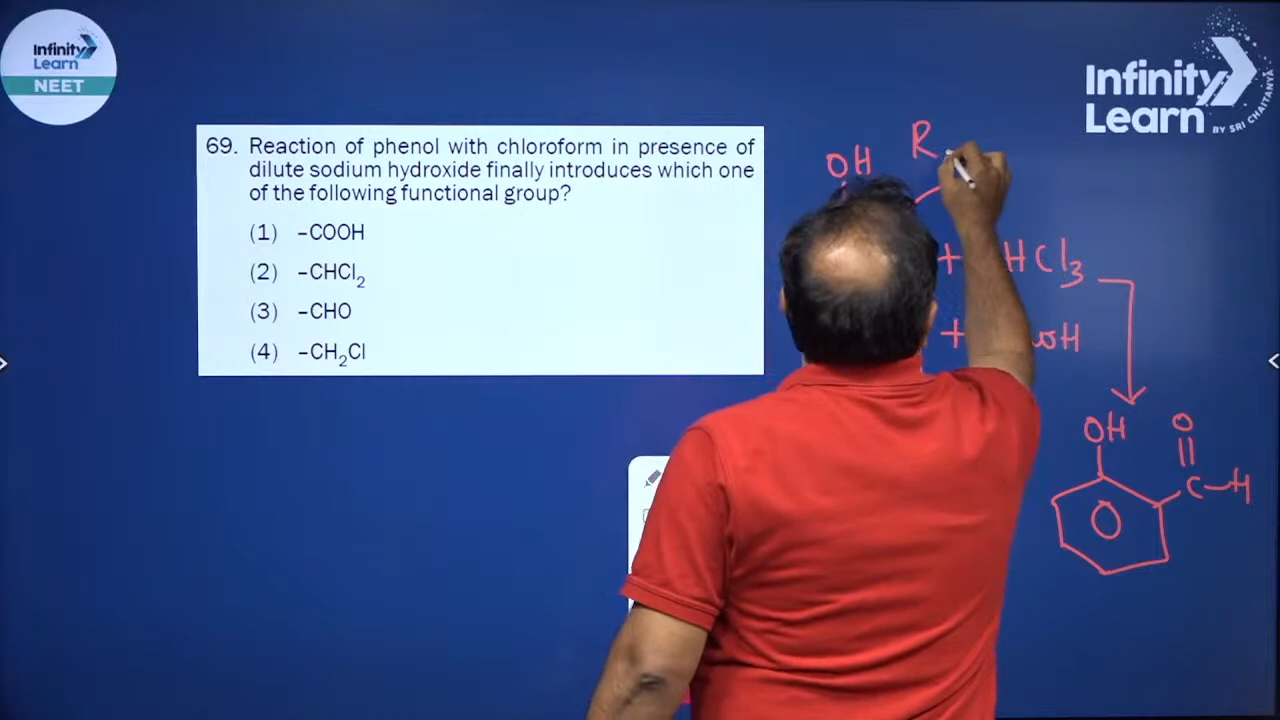 Infinity
Learn
NEET
Infinity
Learn
BY SRI CHAITANYA
69. Reaction of phenol with chloroform in presence of
dilute sodium hydroxide finally introduces which one
of the following functional group?
(1) –COOH
(2) –CHCl₂
(3) –CHO
(4) –CH₂Cl
OH
R
+ HCl₃
+ H
OH
O
C–H